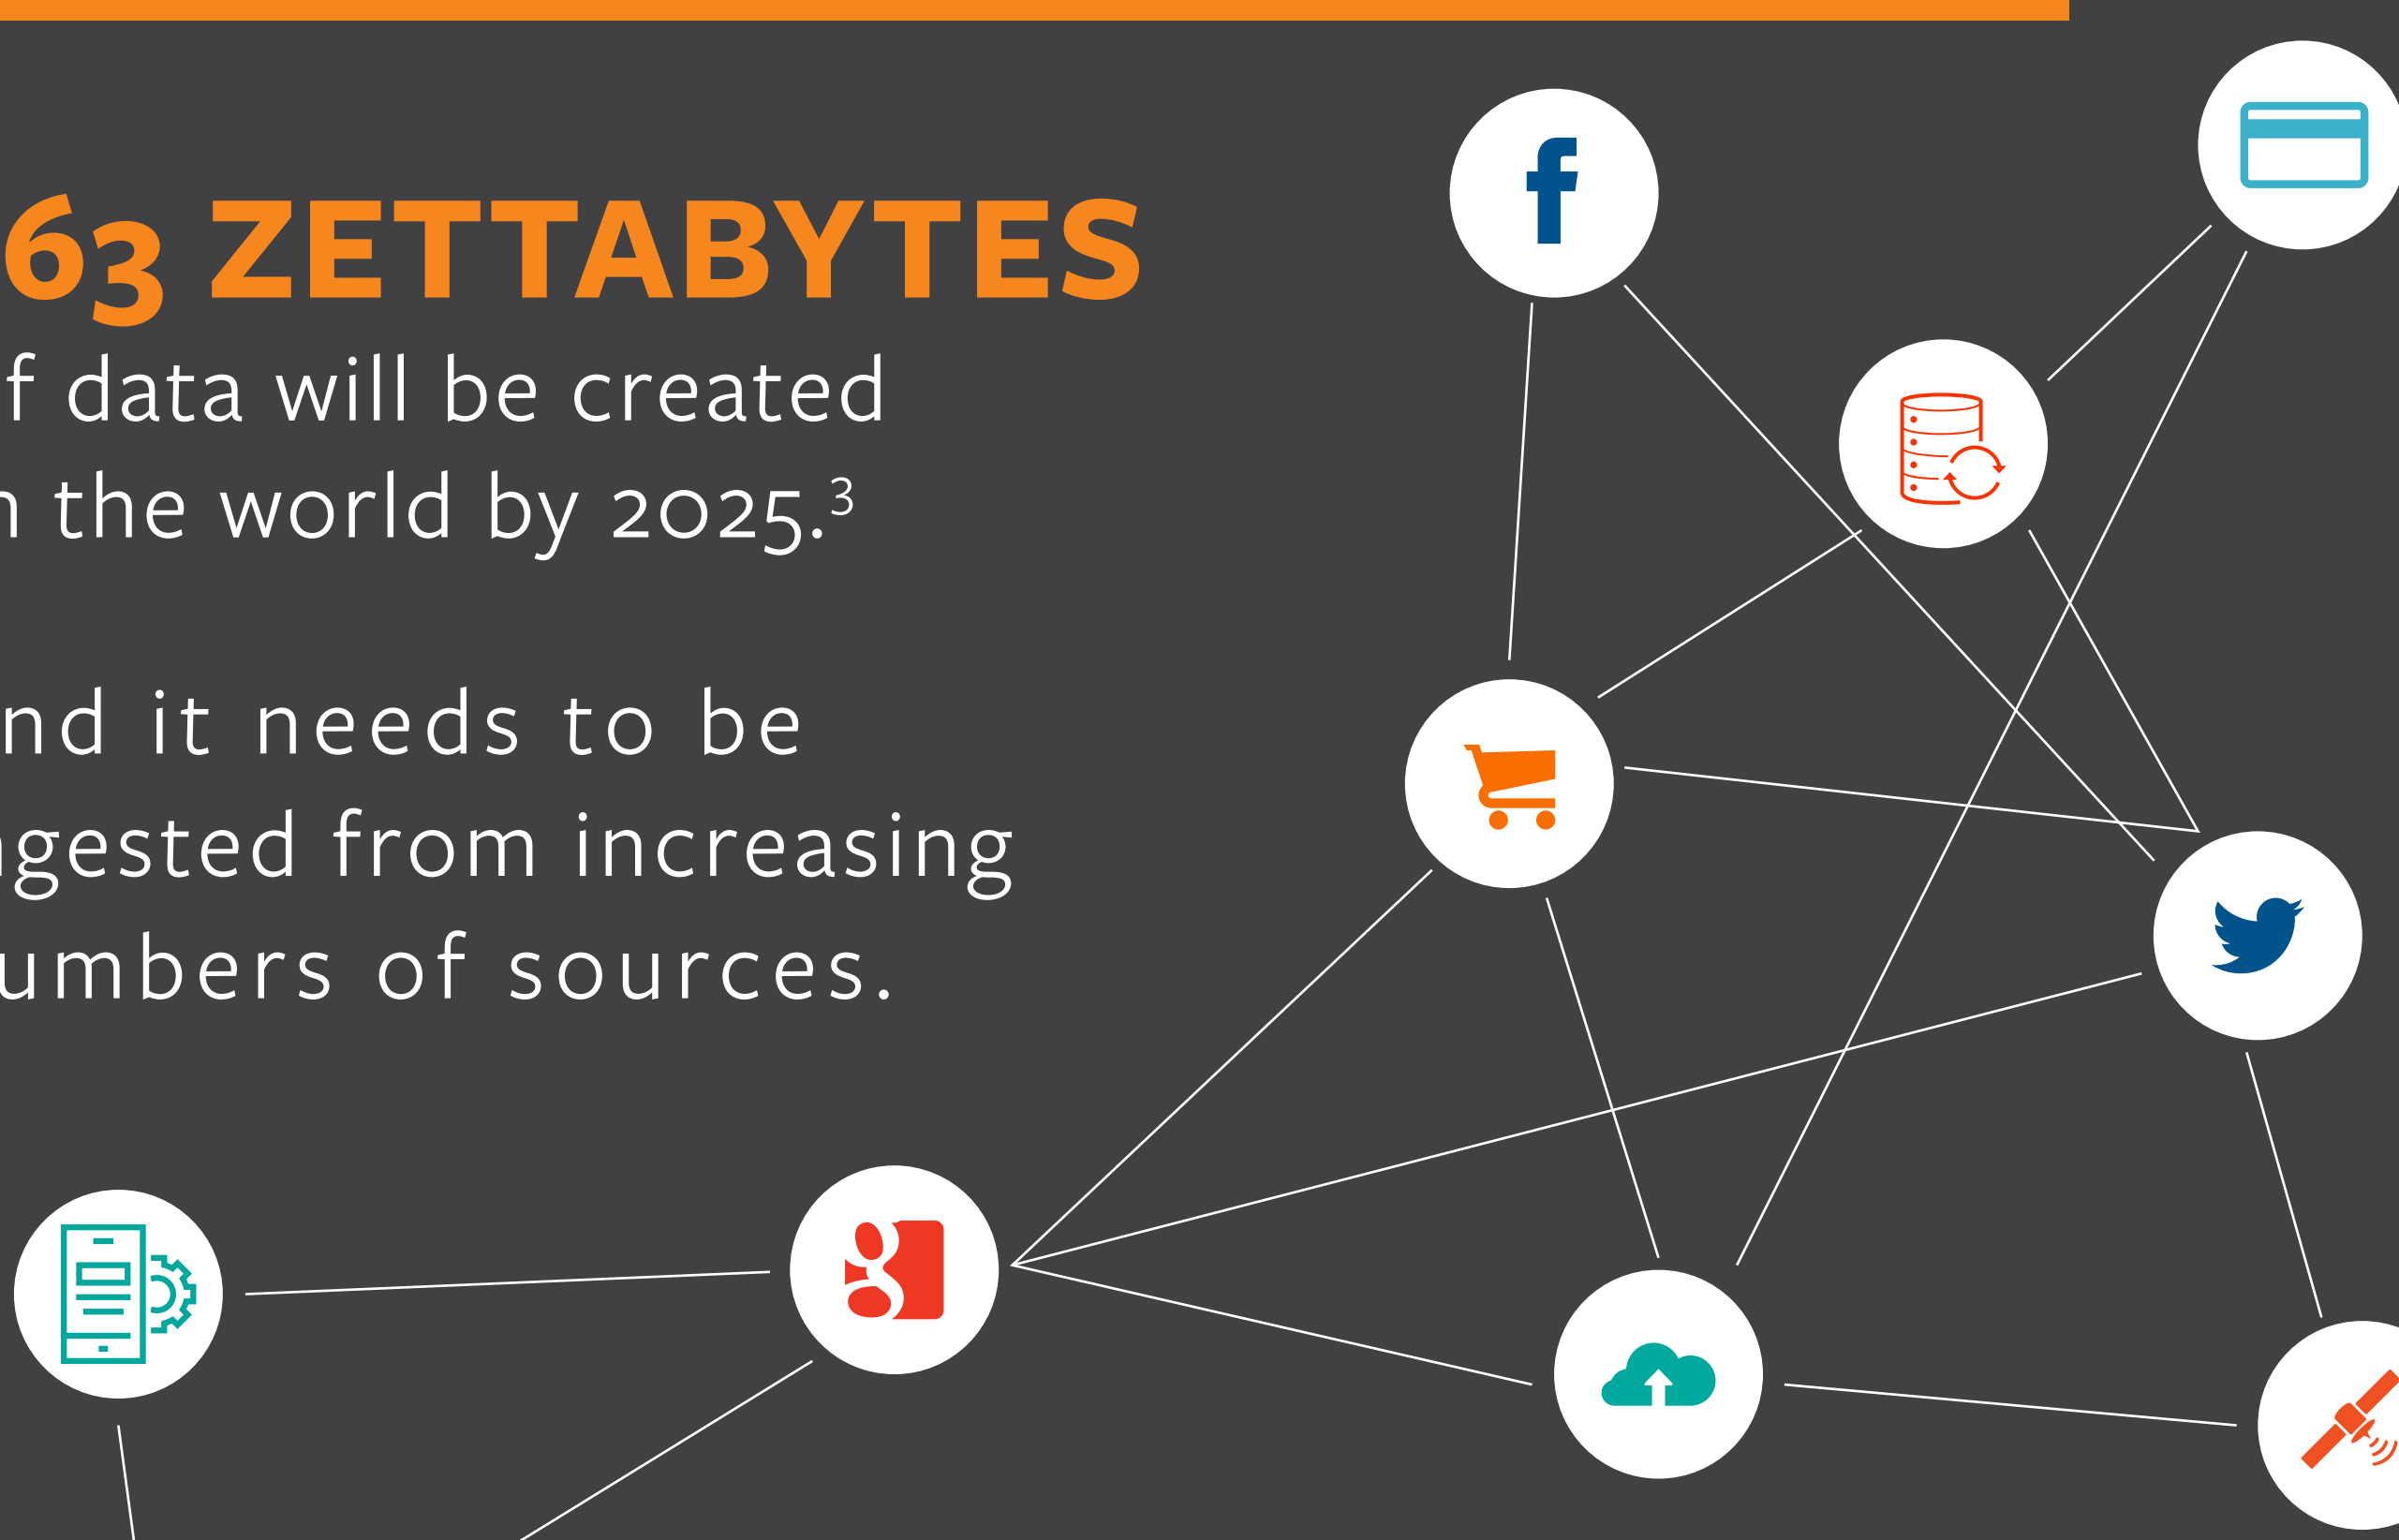 63 ZETTABYTES
f data will be created
the world by 2025.³
nd it needs to be
gested from increasing
umbers of sources.